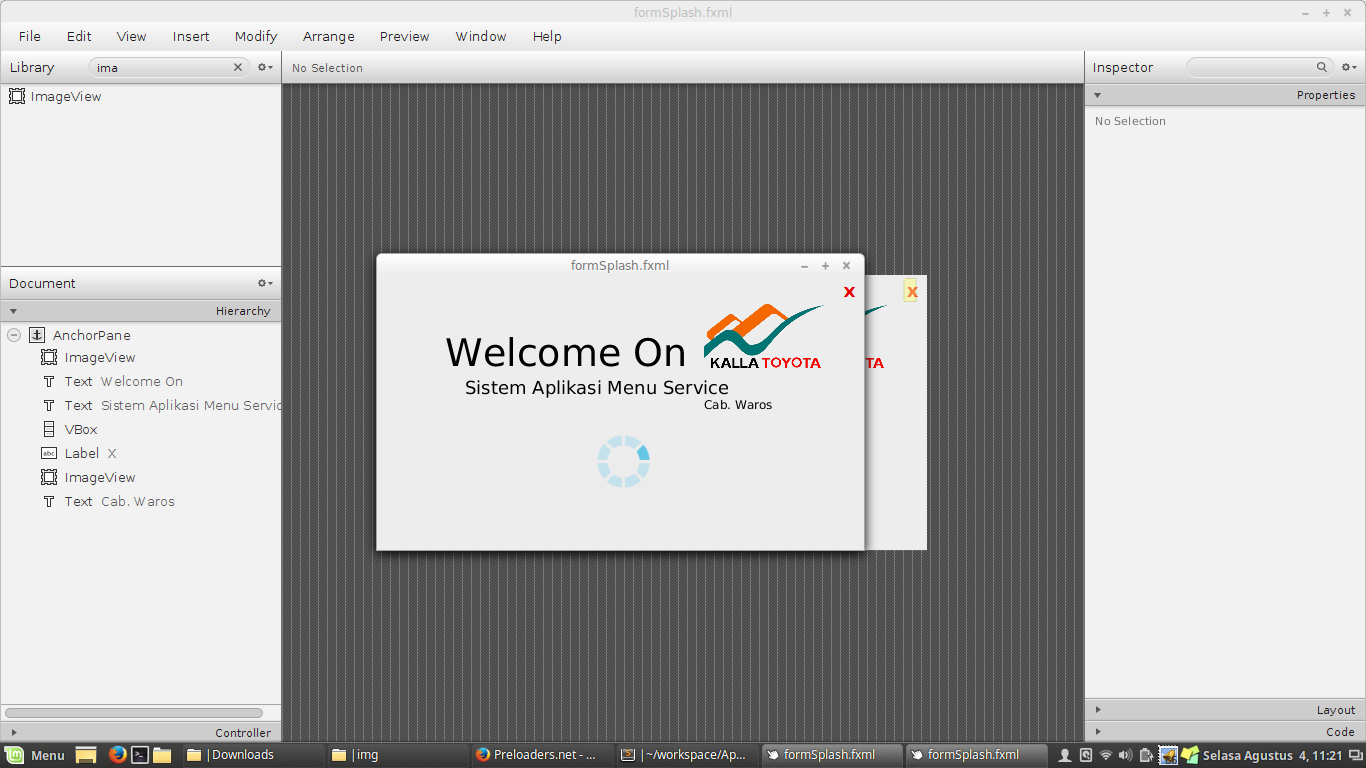 formSplash.fxml
File Edit View Insert Modify Arrange Preview Window Help
Library ima
No Selection
Inspector
ImageView
Properties
No Selection
Document
Hierarchy
AnchorPane
ImageView
Text Welcome On
Text Sistem Aplikasi Menu Servic
VBox
abc Label X
ImageView
Text Cab. Waros
formSplash.fxml
X
X
Welcome On
KALLA TOYOTA
TA
Sistem Aplikasi Menu Service
Cab. Waros
Layout
Controller
Code
Menu |Downloads |img Preloaders.net - ... |~/workspace/Ap... formSplash.fxml formSplash.fxml Selasa Agustus 4, 11:21